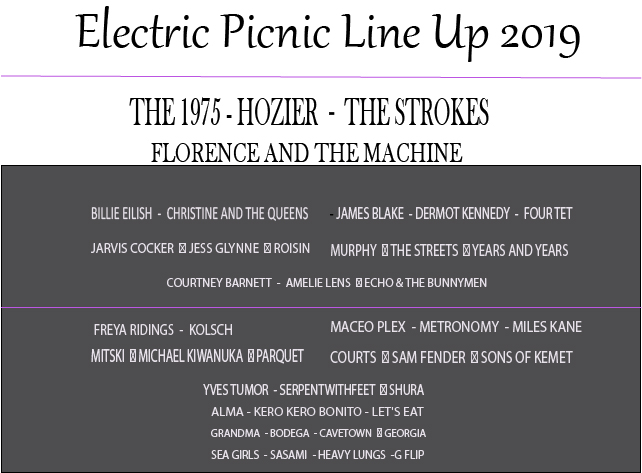 Electric Picnic Line Up 2019
THE 1975 - HOZIER - THE STROKES
FLORENCE AND THE MACHINE
BILLIE EILISH - CHRISTINE AND THE QUEENS - JAMES BLAKE - DERMOT KENNEDY - FOUR TET
JARVIS COCKER ▯ JESS GLYNNE ▯ ROISIN MURPHY ▯ THE STREETS ▯ YEARS AND YEARS
COURTNEY BARNETT - AMELIE LENS ▯ ECHO & THE BUNNYMEN
FREYA RIDINGS - KOLSCH MACEO PLEX - METRONOMY - MILES KANE
MITSKI ▯ MICHAEL KIWANUKA ▯ PARQUET COURTS ▯ SAM FENDER ▯ SONS OF KEMET
YVES TUMOR - SERPENTWITHFEET ▯ SHURA
ALMA - KERO KERO BONITO - LET'S EAT
GRANDMA - BODEGA - CAVETOWN ▯ GEORGIA
SEA GIRLS - SASAMI - HEAVY LUNGS -G FLIP